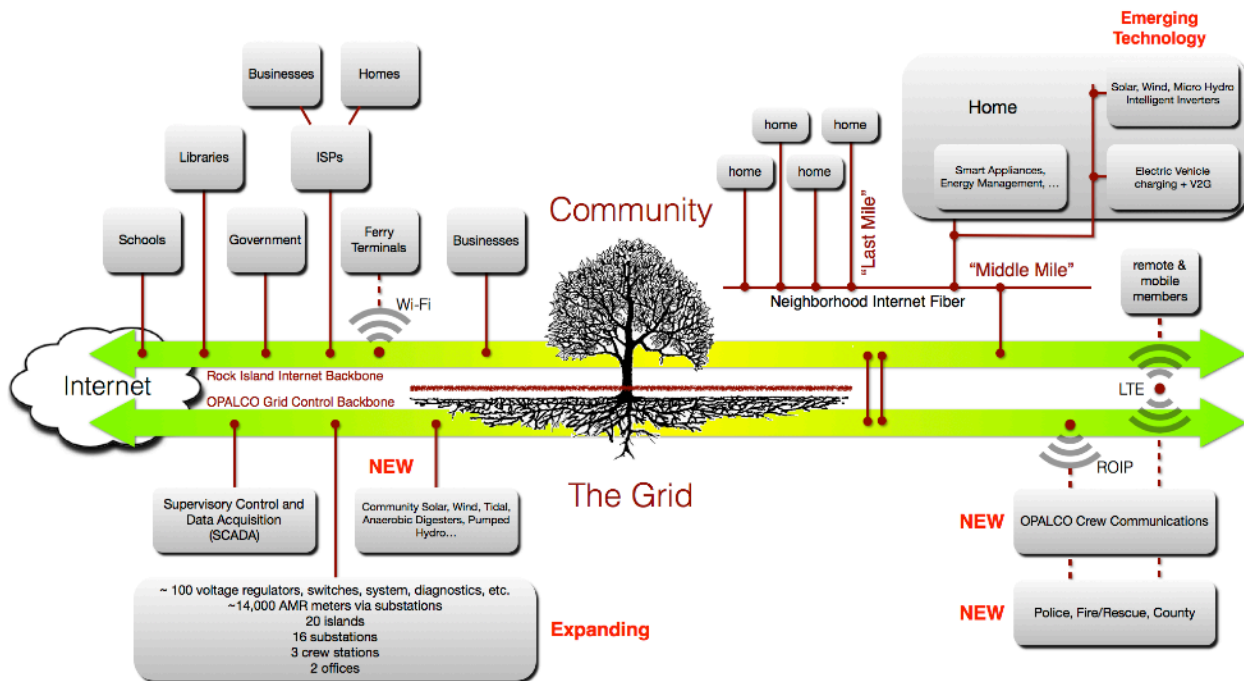 Emerging
Technology
Businesses
Homes
Solar, Wind, Micro Hydro
Intelligent Inverters
Home
home
home
Libraries
ISPs
home
home
Smart Appliances,
Energy Management, ...
Electric Vehicle
charging + V2G
"Last Mile"
Community
Schools
Government
Ferry
Terminals
Businesses
"Middle Mile"
remote &
mobile
members
Neighborhood Internet Fiber
Wi-Fi
Internet
Rock Island Internet Backbone
OPALCO Grid Control Backbone
LTE
NEW
ROIP
The Grid
Supervisory Control and
Data Acquisition
(SCADA)
Community Solar, Wind, Tidal,
Anaerobic Digesters, Pumped
Hydro...
NEW
OPALCO Crew Communications
~ 100 voltage regulators, switches, system, diagnostics, etc.
~14,000 AMR meters via substations
20 islands
16 substations
3 crew stations
2 offices
Expanding
NEW
Police, Fire/Rescue, County